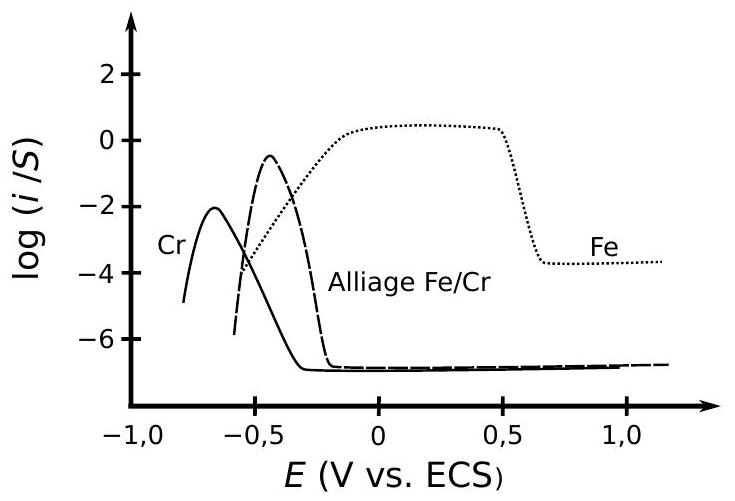 log (i /S)
2
0
−2
−4
−6
Cr
Fe
Alliage Fe/Cr
−1,0
−0,5
0
0,5
1,0
E (V vs. ECS)